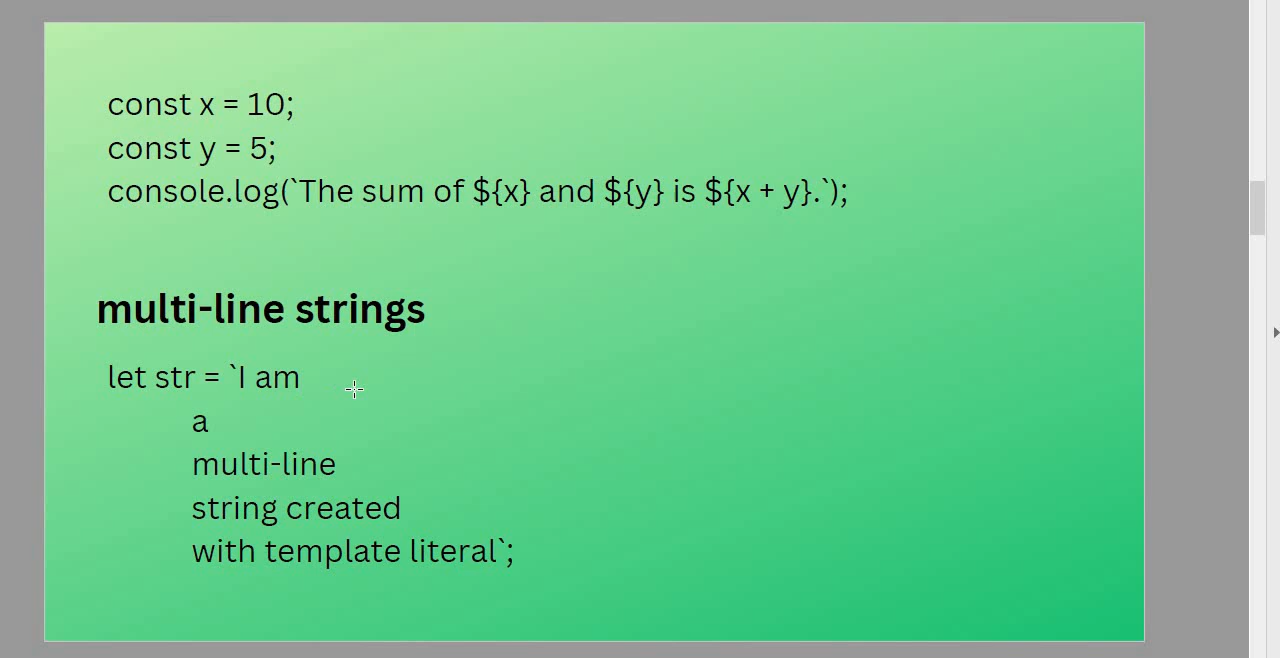 const x = 10;
const y = 5;
console.log(`The sum of ${x} and ${y} is ${x + y}.`);
multi-line strings
let str = `I am
a
multi-line
string created
with template literal`;